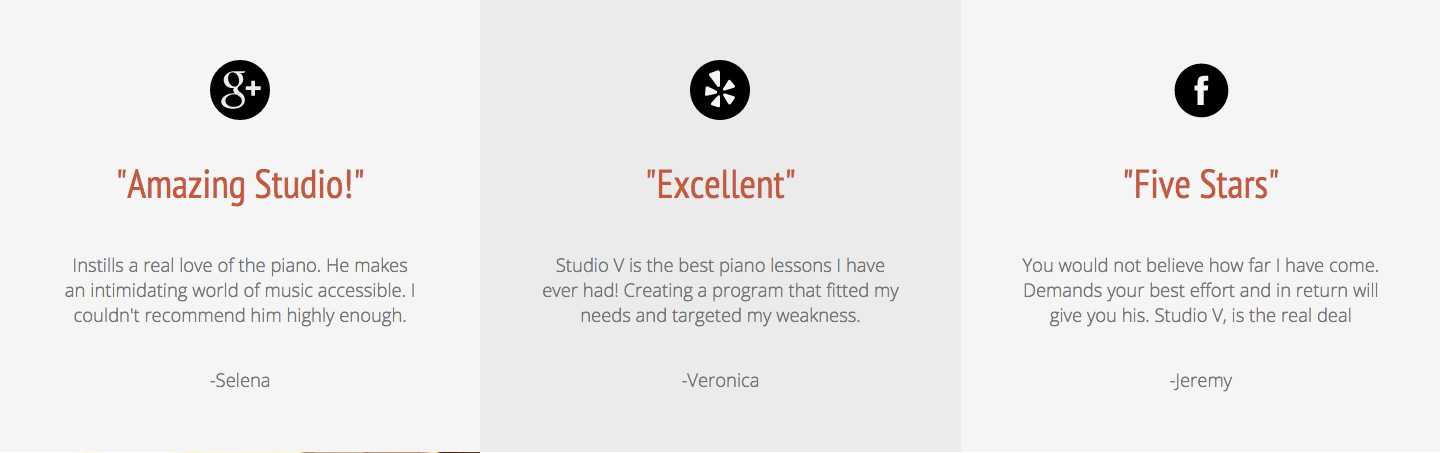 g+
f
"Amazing Studio!"
"Excellent"
"Five Stars"
Instills a real love of the piano. He makes
an intimidating world of music accessible. I
couldn't recommend him highly enough.
-Selena
Studio V is the best piano lessons I have
ever had! Creating a program that fitted my
needs and targeted my weakness.
-Veronica
You would not believe how far I have come.
Demands your best effort and in return will
give you his. Studio V, is the real deal
-Jeremy